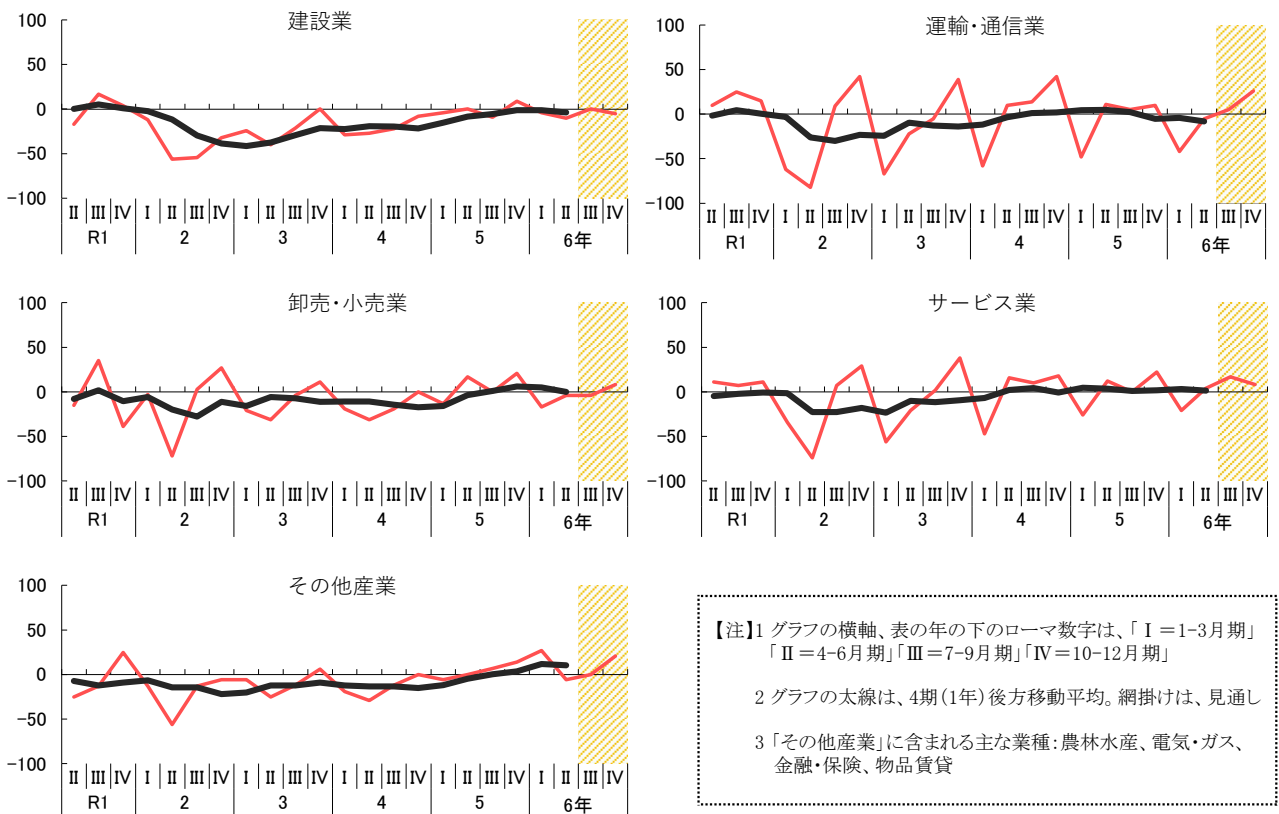 建設業
100
50
0
-50
-100
Ⅱ Ⅲ Ⅳ Ⅰ Ⅱ Ⅲ Ⅳ Ⅰ Ⅱ Ⅲ Ⅳ Ⅰ Ⅱ Ⅲ Ⅳ Ⅰ Ⅱ Ⅲ Ⅳ Ⅰ Ⅱ Ⅲ Ⅳ
R1 2 3 4 5 6年
運輸・通信業
100
50
0
-50
-100
Ⅱ Ⅲ Ⅳ Ⅰ Ⅱ Ⅲ Ⅳ Ⅰ Ⅱ Ⅲ Ⅳ Ⅰ Ⅱ Ⅲ Ⅳ Ⅰ Ⅱ Ⅲ Ⅳ Ⅰ Ⅱ Ⅲ Ⅳ
R1 2 3 4 5 6年
卸売・小売業
100
50
0
-50
-100
Ⅱ Ⅲ Ⅳ Ⅰ Ⅱ Ⅲ Ⅳ Ⅰ Ⅱ Ⅲ Ⅳ Ⅰ Ⅱ Ⅲ Ⅳ Ⅰ Ⅱ Ⅲ Ⅳ Ⅰ Ⅱ Ⅲ Ⅳ
R1 2 3 4 5 6年
サービス業
100
50
0
-50
-100
Ⅱ Ⅲ Ⅳ Ⅰ Ⅱ Ⅲ Ⅳ Ⅰ Ⅱ Ⅲ Ⅳ Ⅰ Ⅱ Ⅲ Ⅳ Ⅰ Ⅱ Ⅲ Ⅳ Ⅰ Ⅱ Ⅲ Ⅳ
R1 2 3 4 5 6年
その他産業
100
50
0
-50
-100
Ⅱ Ⅲ Ⅳ Ⅰ Ⅱ Ⅲ Ⅳ Ⅰ Ⅱ Ⅲ Ⅳ Ⅰ Ⅱ Ⅲ Ⅳ Ⅰ Ⅱ Ⅲ Ⅳ Ⅰ Ⅱ Ⅲ Ⅳ
R1 2 3 4 5 6年
【注】1 グラフの横軸、表の年の下のローマ数字は、「Ⅰ=1-3月期」
「Ⅱ=4-6月期」「Ⅲ=7-9月期」「Ⅳ=10-12月期」
2 グラフの太線は、4期(1年)後方移動平均。網掛けは、見通し
3 「その他産業」に含まれる主な業種:農林水産、電気・ガス、
金融・保険、物品賃貸